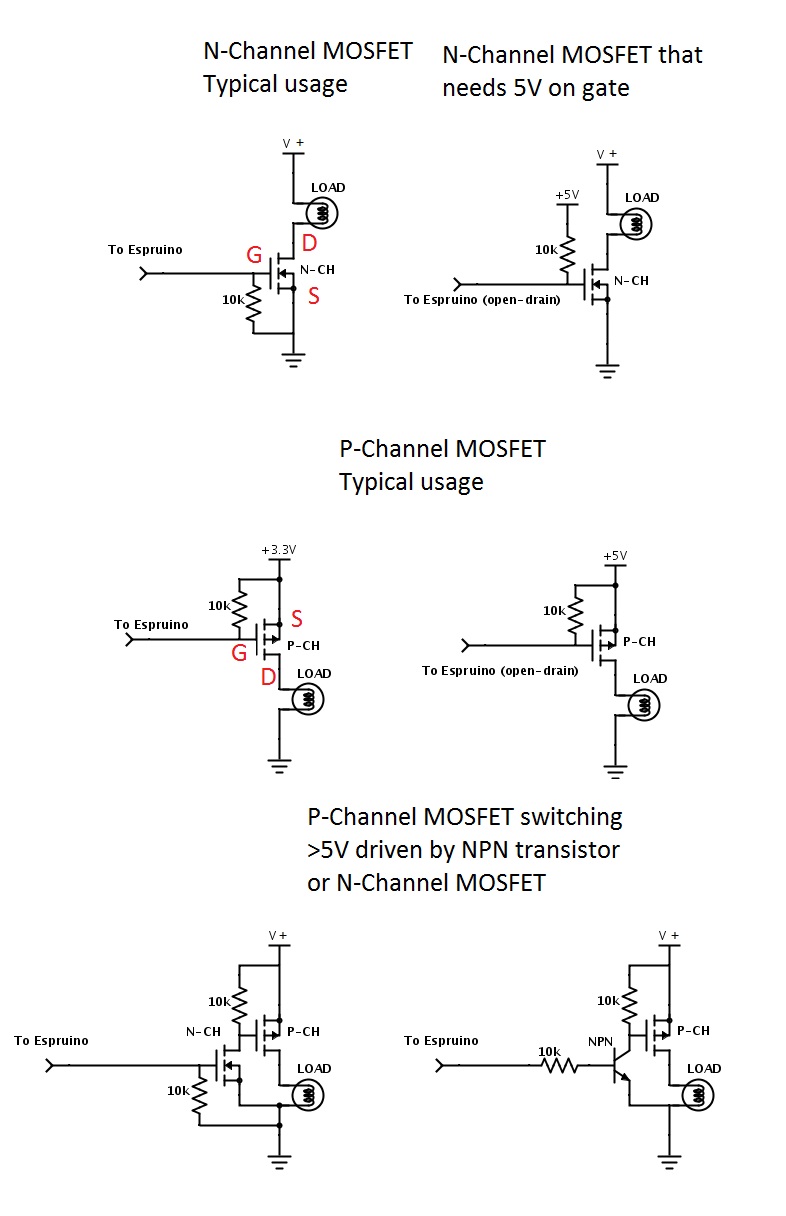 N-Channel MOSFET
Typical usage
N-Channel MOSFET that
needs 5V on gate
V +
LOAD
To Espruino
G
D
N-CH
10k
S
V +
+5V
LOAD
10k
N-CH
To Espruino (open-drain)
P-Channel MOSFET
Typical usage
+3.3V
10k
To Espruino
S
G
P-CH
D
LOAD
+5V
10k
P-CH
To Espruino (open-drain)
LOAD
P-Channel MOSFET switching
>5V driven by NPN transistor
or N-Channel MOSFET
V +
10k
N-CH
P-CH
To Espruino
LOAD
10k
V +
10k
P-CH
To Espruino
NPN
10k
LOAD